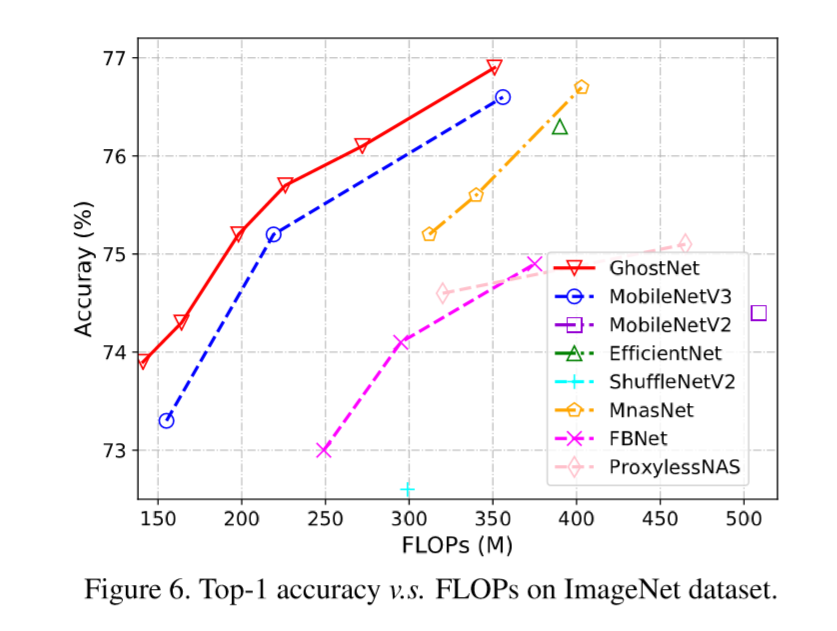 77
76
75
74
73
Accuray (%)
GhostNet
MobileNetV3
MobileNetV2
EfficientNet
ShuffleNetV2
MnasNet
FBNet
ProxylessNAS
150 200 250 300 350 400 450 500
FLOPs (M)
Figure 6. Top-1 accuracy v.s. FLOPs on ImageNet dataset.